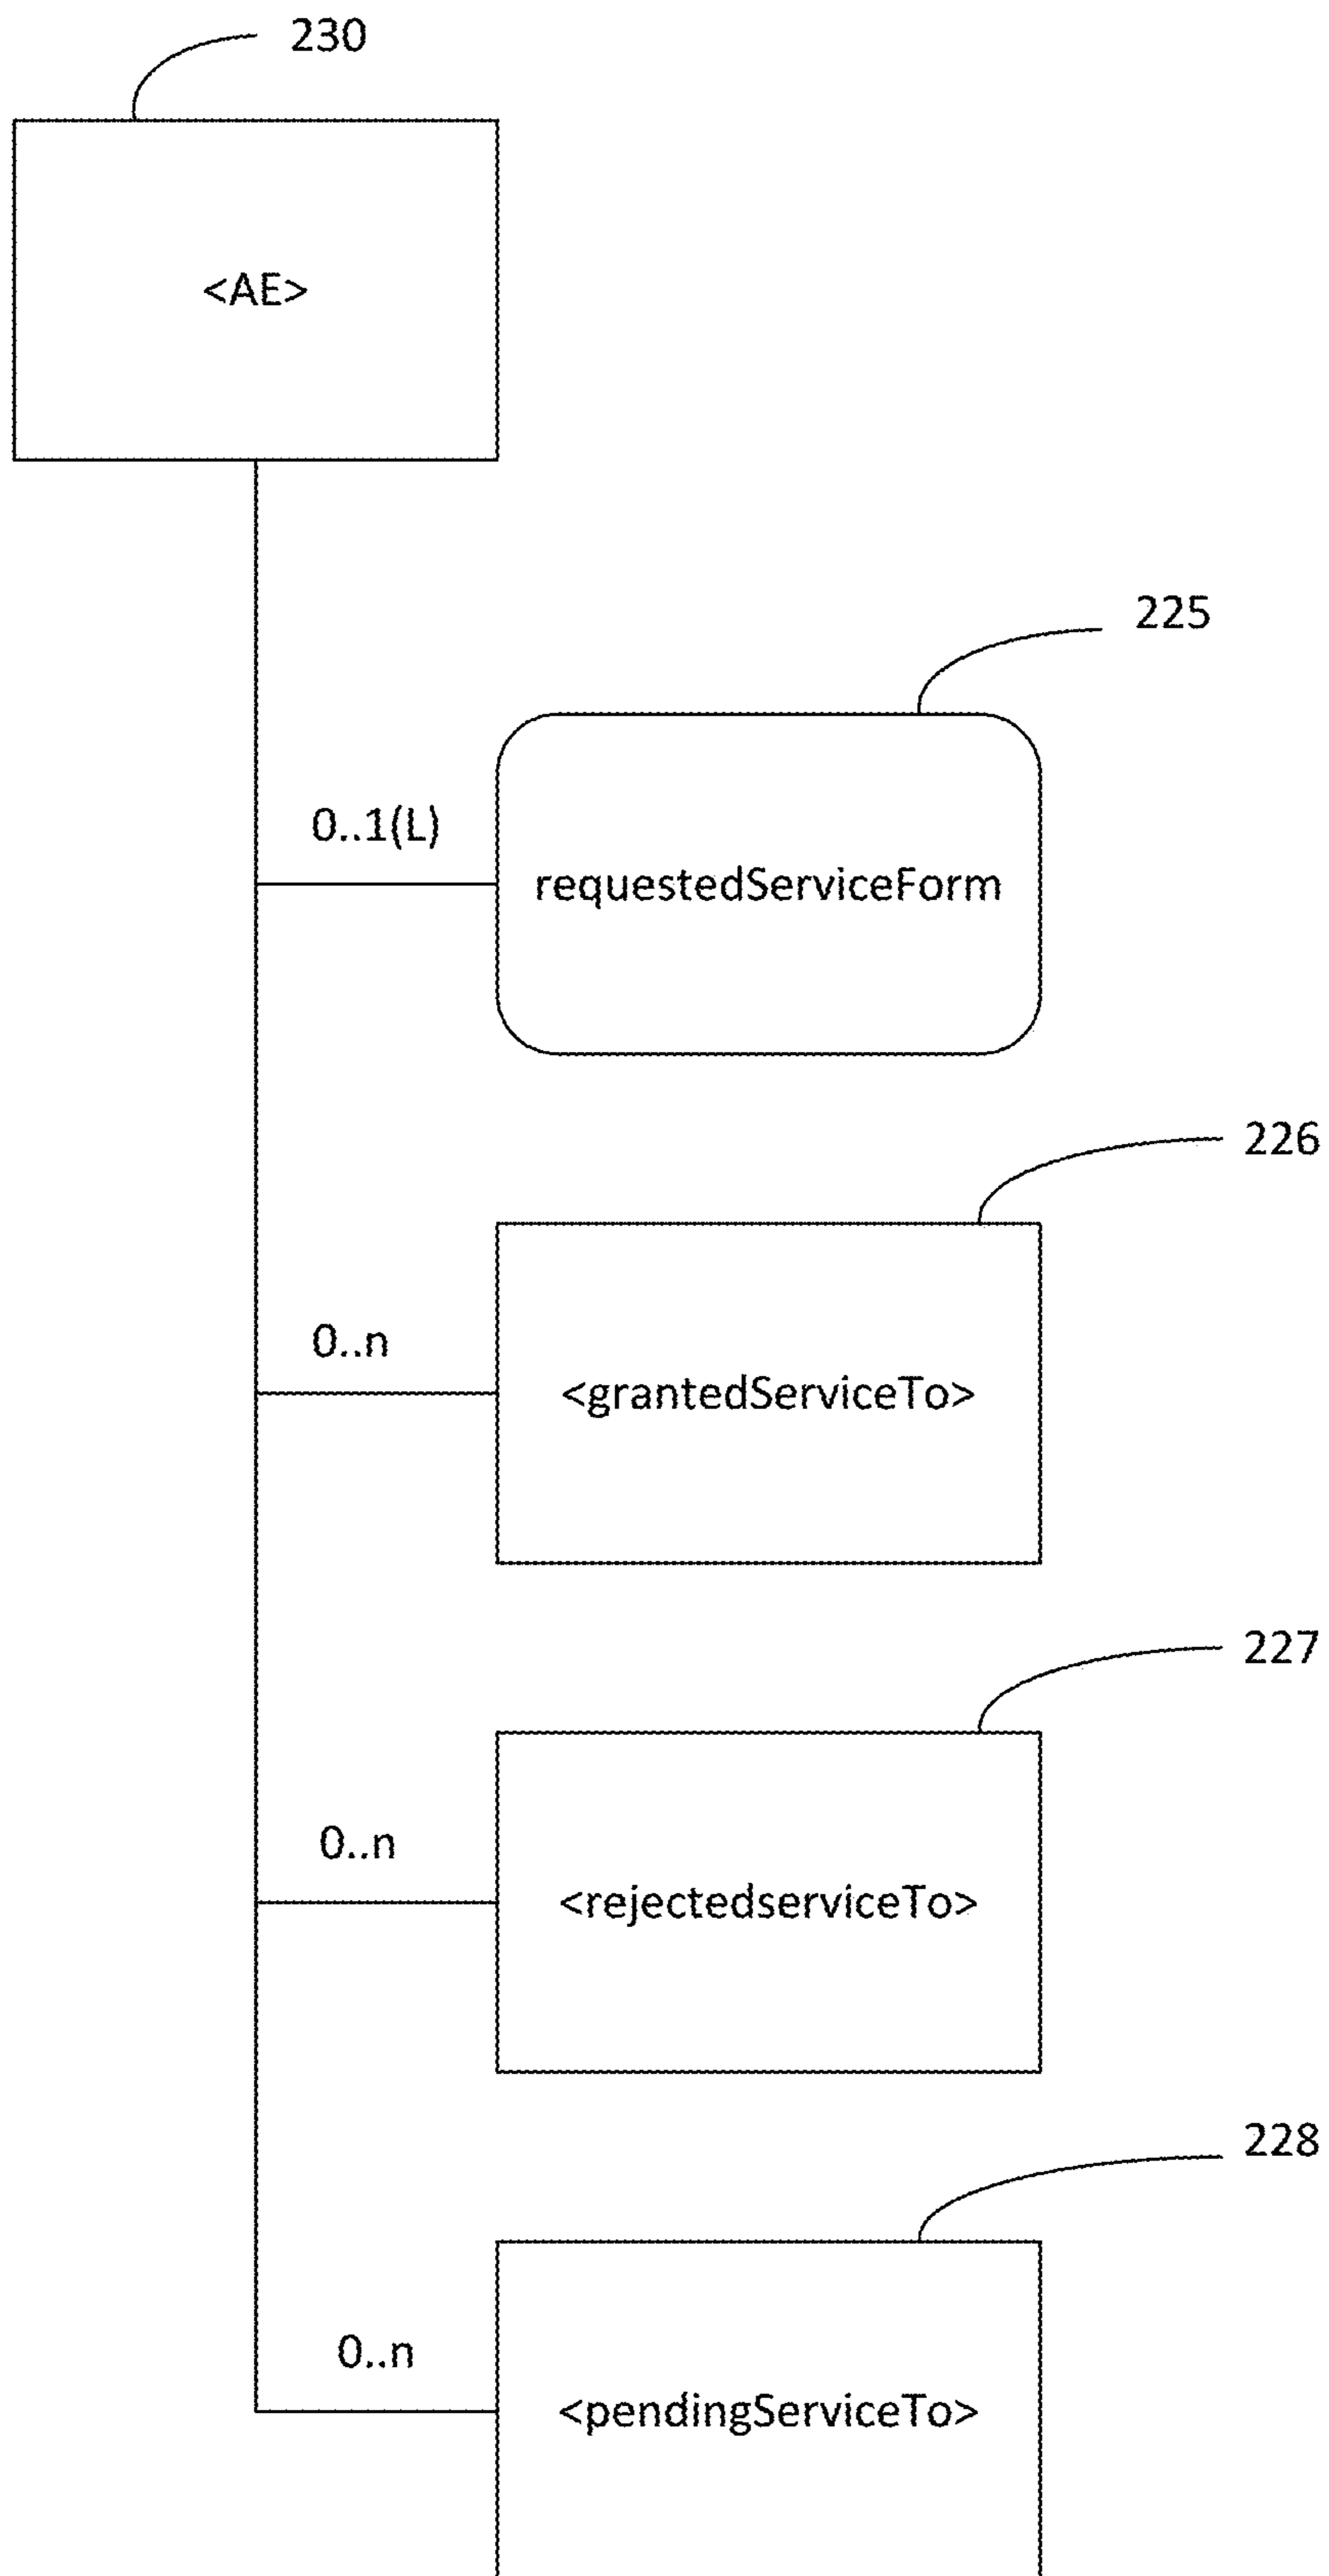 230
<AE>
225
0..1(L)
requestedServiceForm
226
0..n
<grantedServiceTo>
227
0..n
<rejectedserviceTo>
228
0..n
<pendingServiceTo>